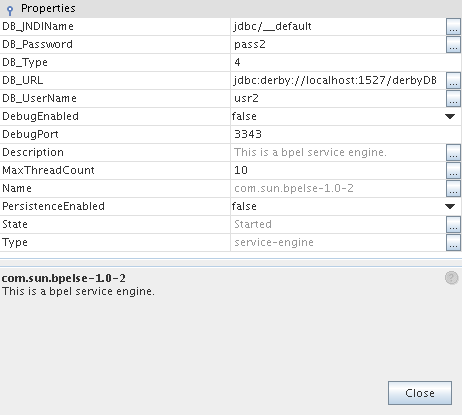 Properties
DB_JNDIName jdbc/__default ...
DB_Password pass2 ...
DB_Type 4
DB_URL jdbc:derby://localhost:1527/derbyDB ...
DB_UserName usr2 ...
DebugEnabled false
DebugPort 3343
Description This is a bpel service engine. ...
MaxThreadCount 10 ...
Name com.sun.bpelse-1.0-2 ...
PersistenceEnabled false
State Started ...
Type service-engine ...
com.sun.bpelse-1.0-2 ?
This is a bpel service engine.
Close